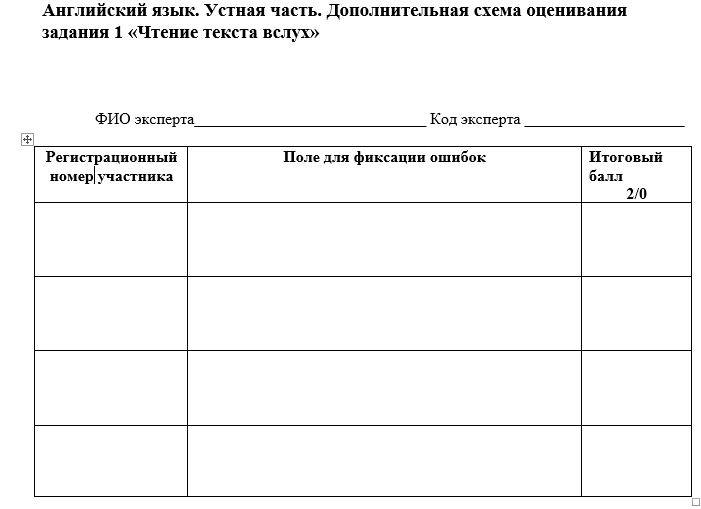 Английский язык. Устная часть. Дополнительная схема оценивания
задания 1 «Чтение текста вслух»
ФИО эксперта_____________________________ Код эксперта ____________________
Регистрационный
номер участника
Поле для фиксации ошибок
Итоговый
балл
2/0